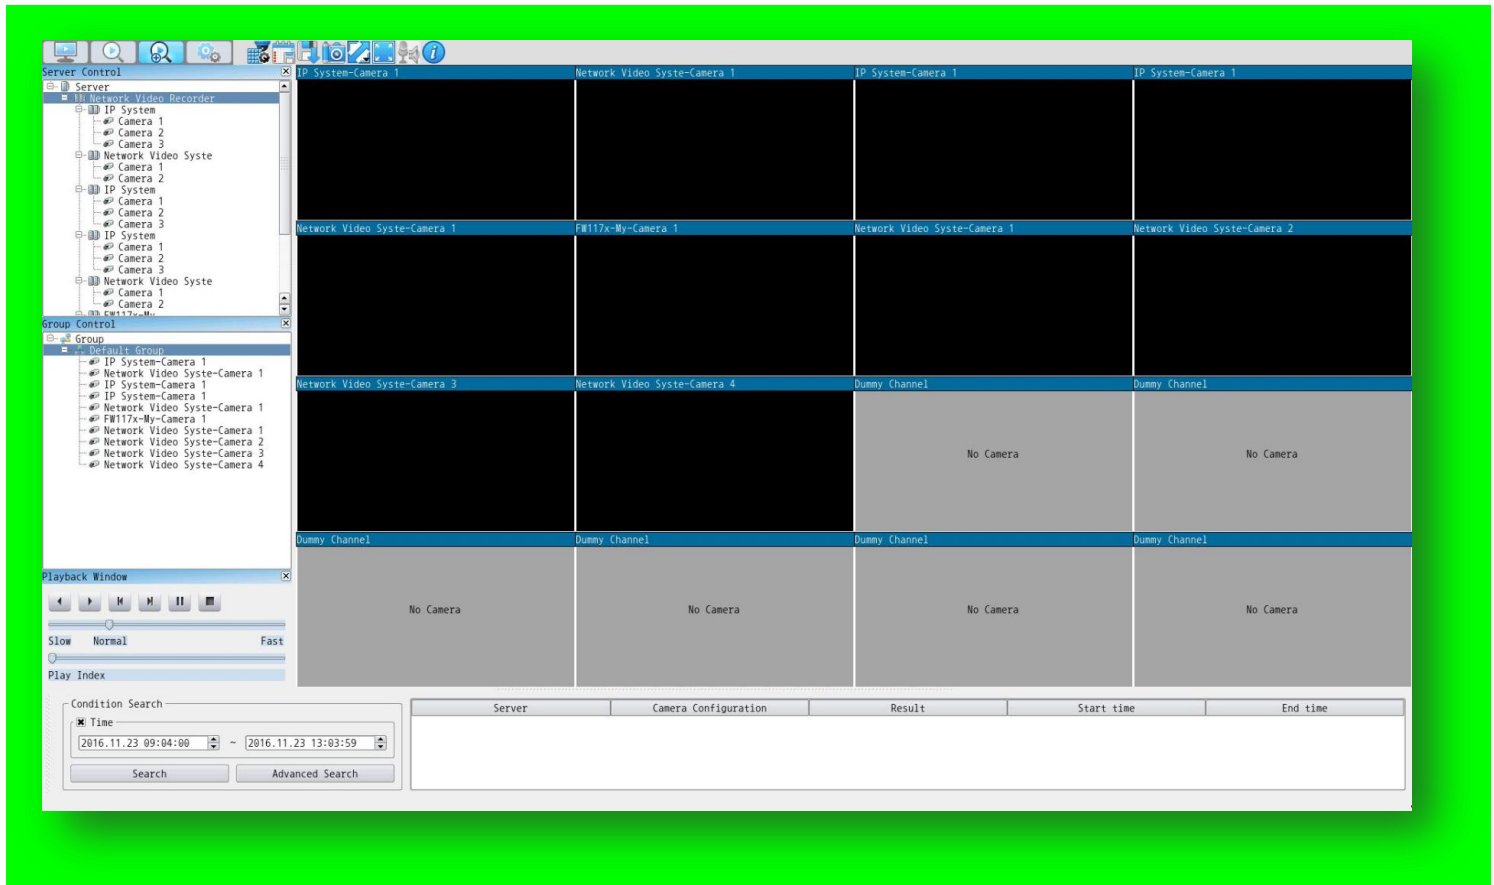 Server Control
Server
Network Video Recorder
IP System
Camera 1
Camera 2
Camera 3
Network Video Syste
Camera 1
Camera 2
IP System
Camera 1
Camera 2
Camera 3
IP System
Camera 1
Camera 2
Camera 3
Network Video Syste
Camera 1
Camera 2
FW117x-My
Group Control
Group
Default Group
IP System-Camera 1
Network Video Syste-Camera 1
IP System-Camera 1
IP System-Camera 1
Network Video Syste-Camera 1
FW117x-My-Camera 1
Network Video Syste-Camera 1
Network Video Syste-Camera 2
Network Video Syste-Camera 3
Network Video Syste-Camera 4
Playback Window
Slow Normal Fast
Play Index
IP System-Camera 1 Network Video Syste-Camera 1 IP System-Camera 1 IP System-Camera 1
Network Video Syste-Camera 1 FW117x-My-Camera 1 Network Video Syste-Camera 1 Network Video Syste-Camera 2
Network Video Syste-Camera 3 Network Video Syste-Camera 4 Dummy Channel Dummy Channel
No Camera No Camera
Dummy Channel Dummy Channel Dummy Channel Dummy Channel
No Camera No Camera No Camera No Camera
Condition Search
Time
2016.11.23 09:04:00 ~ 2016.11.23 13:03:59
Search Advanced Search
Server Camera Configuration Result Start time End time